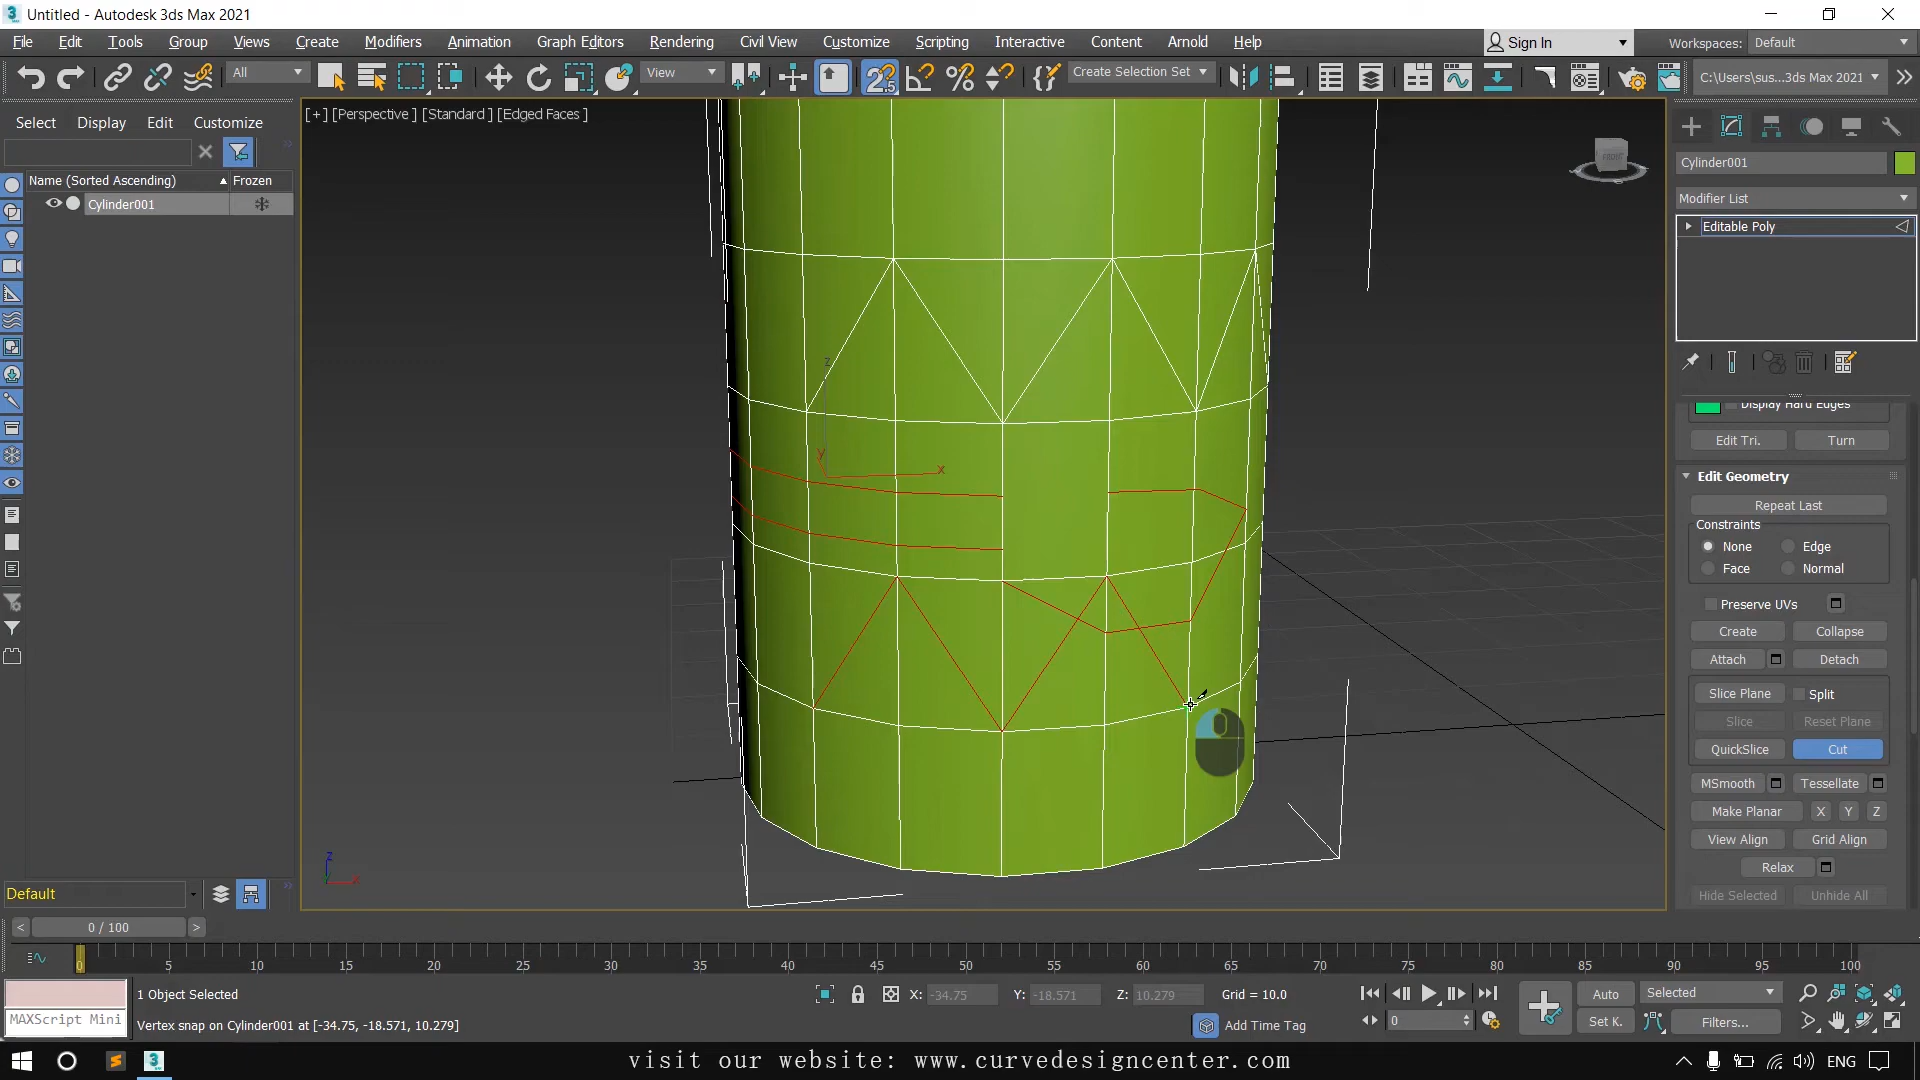 Untitled - Autodesk 3ds Max 2021
File Edit Tools Group Views Create Modifiers Animation Graph Editors Rendering Civil View Customize Scripting Interactive Content Arnold Help Sign In Workspaces: Default
All View Create Selection Set C:\Users\sus...3ds Max 2021
Select Display Edit Customize
[+] [Perspective ] [Standard ] [Edged Faces ]
Name (Sorted Ascending) Frozen
Cylinder001
FRONT
Cylinder001
Modifier List
Editable Poly
z
y
x
Display Hard Edges
Edit Tri. Turn
Edit Geometry
Repeat Last
Constraints
None Edge
Face Normal
Preserve UVs
Create Collapse
Attach Detach
Slice Plane Split
Slice Reset Plane
QuickSlice Cut
MSmooth Tessellate
Make Planar X Y Z
View Align Grid Align
Relax
Hide Selected Unhide All
z
Default
0 / 100
0 5 10 15 20 25 30 35 40 45 50 55 60 65 70 75 80 85 90 95 100
1 Object Selected X: -34.75 Y: -18.571 Z: 10.279 Grid = 10.0 Auto Selected
MAXScript Mini Vertex snap on Cylinder001 at [-34.75, -18.571, 10.279] Add Time Tag 0 Set K. Filters...
visit our website: www.curvedesigncenter.com
ENG